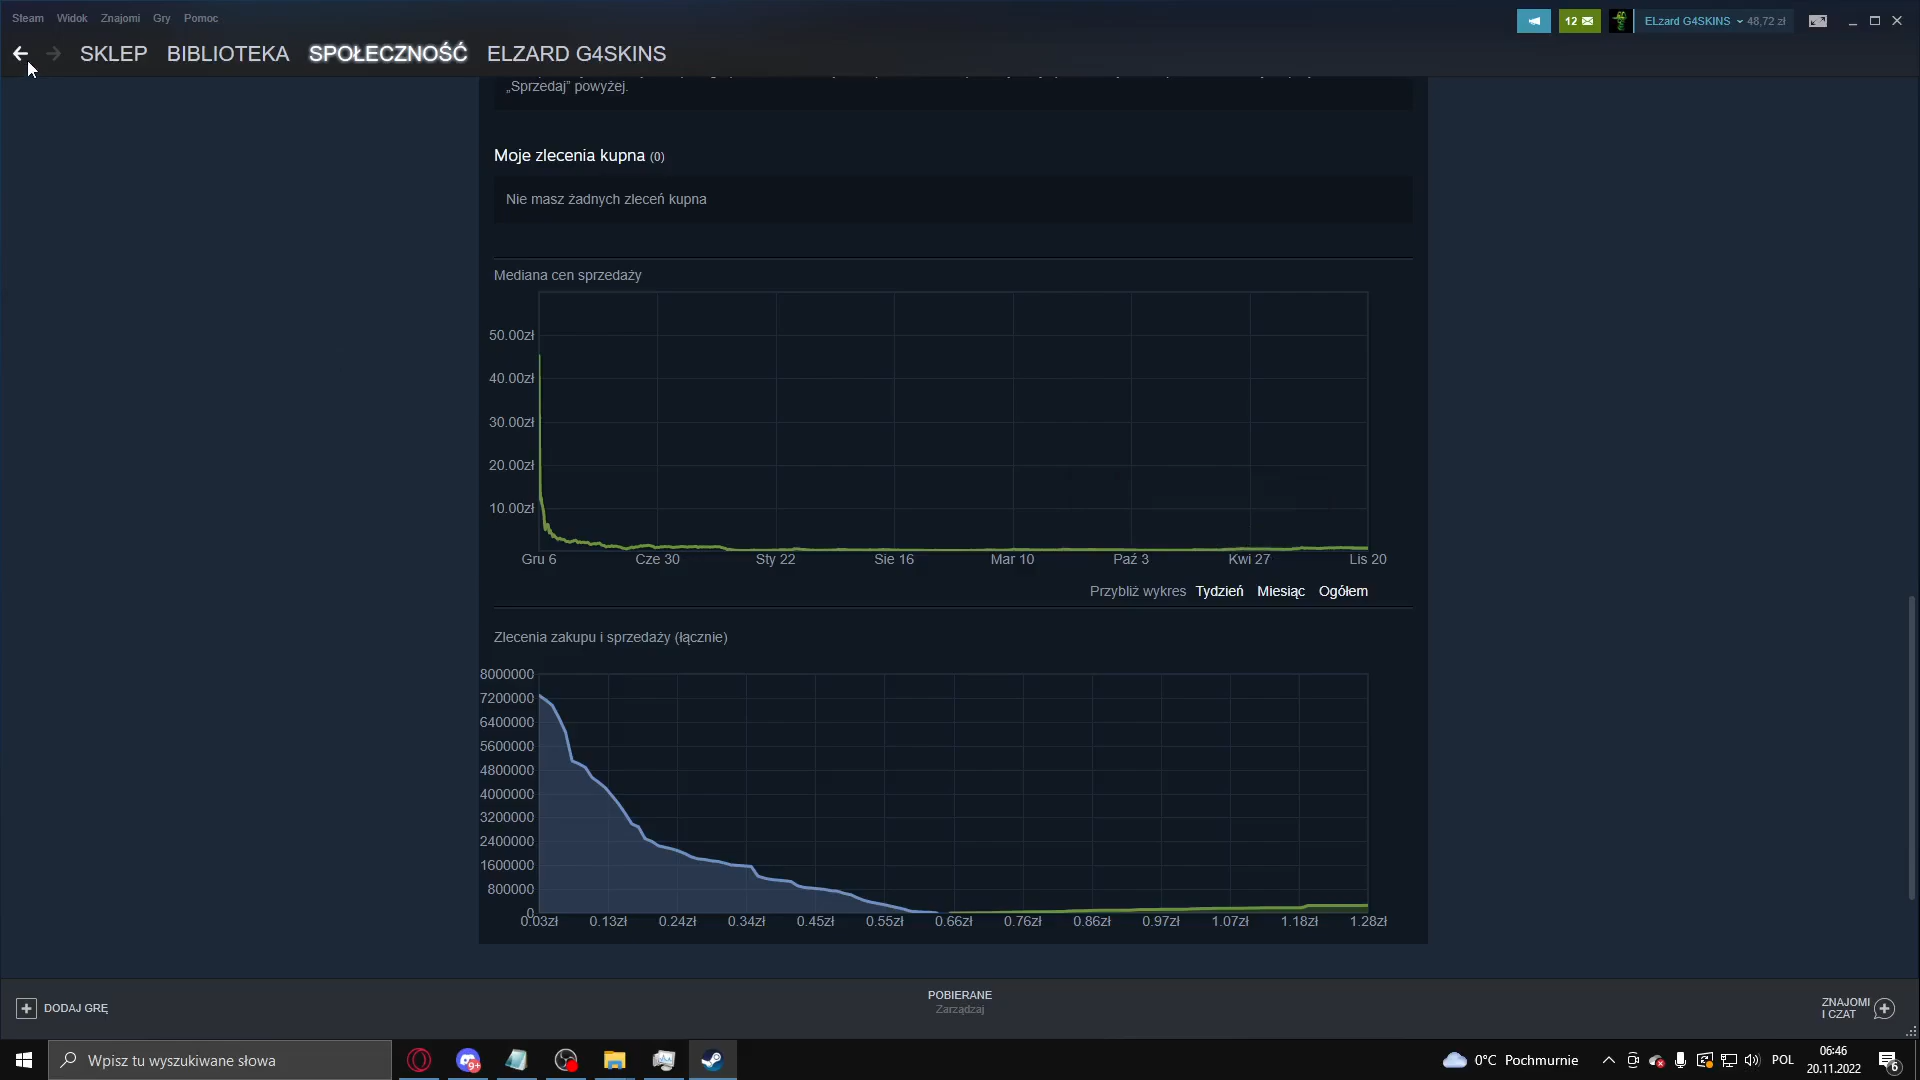 Steam Widok Znajomi Gry Pomoc
12 ELzard G4SKINS 48,72 zł
SKLEP BIBLIOTEKA SPOŁECZNOŚĆ ELZARD G4SKINS
„Sprzedaj” powyżej.
Moje zlecenia kupna (0)
Nie masz żadnych zleceń kupna
Mediana cen sprzedaży
50.00zł
40.00zł
30.00zł
20.00zł
10.00zł
Gru 6 Cze 30 Sty 22 Sie 16 Mar 10 Paź 3 Kwi 27 Lis 20
Przybliż wykres Tydzień Miesiąc Ogółem
Zlecenia zakupu i sprzedaży (łącznie)
8000000
7200000
6400000
5600000
4800000
4000000
3200000
2400000
1600000
800000
0
0.03zł 0.13zł 0.24zł 0.34zł 0.45zł 0.55zł 0.66zł 0.76zł 0.86zł 0.97zł 1.07zł 1.18zł 1.28zł
DODAJ GRĘ
POBIERANE
Zarządzaj
ZNAJOMI
I CZAT
Wpisz tu wyszukiwane słowa
9+
0°C Pochmurnie
POL
06:46
20.11.2022
6